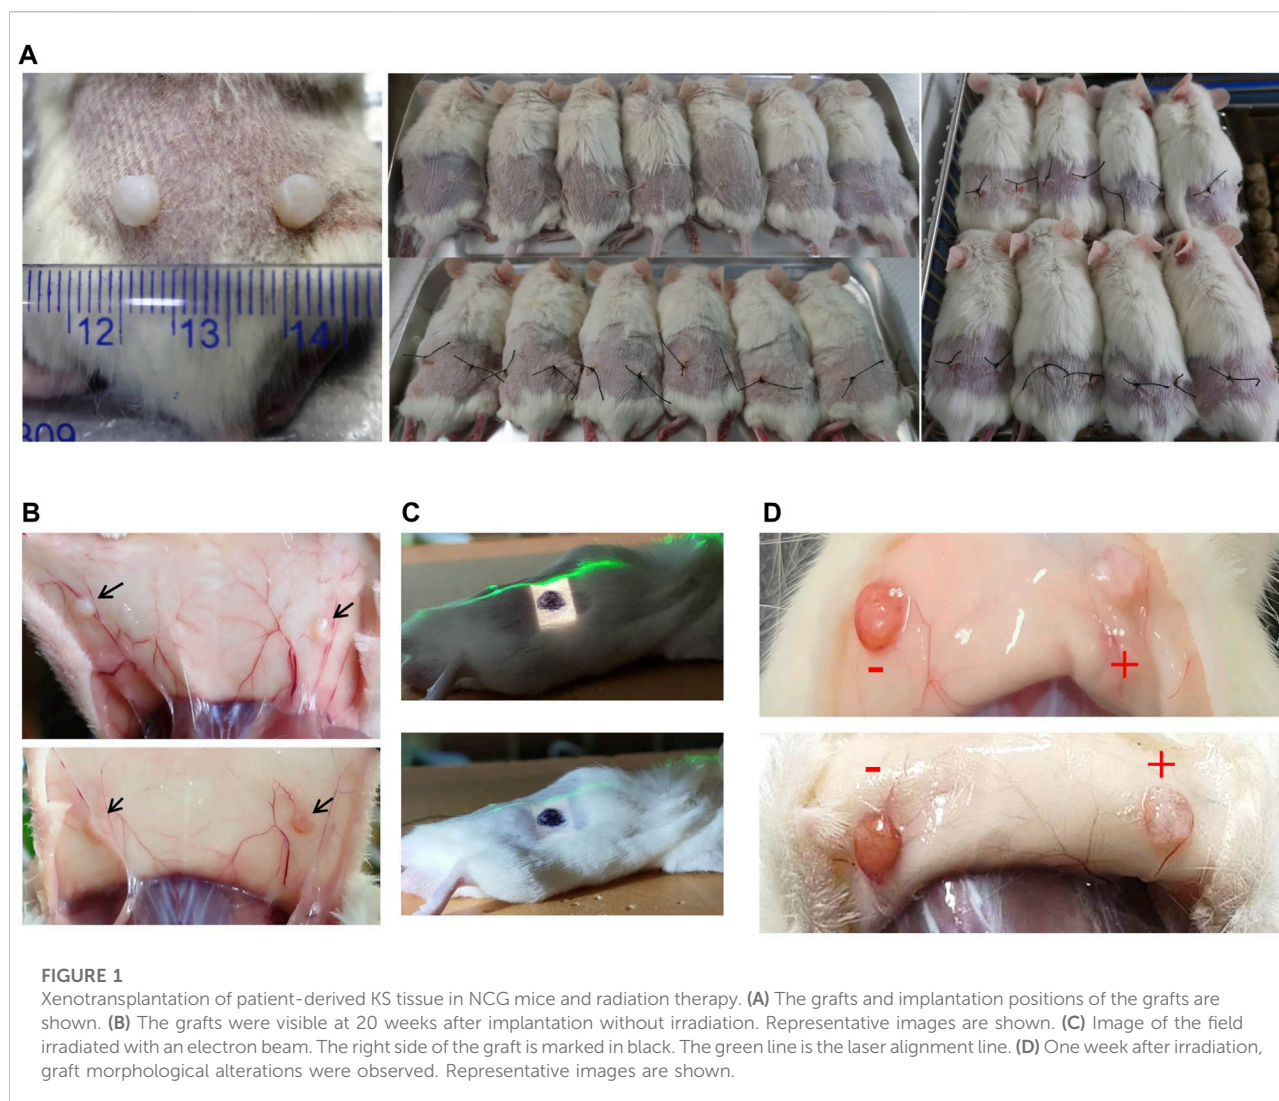 A
12 13 14
809
B
C
D
-
+
-
+
FIGURE 1
Xenotransplantation of patient-derived KS tissue in NCG mice and radiation therapy. (A) The grafts and implantation positions of the grafts are
shown. (B) The grafts were visible at 20 weeks after implantation without irradiation. Representative images are shown. (C) Image of the field
irradiated with an electron beam. The right side of the graft is marked in black. The green line is the laser alignment line. (D) One week after irradiation,
graft morphological alterations were observed. Representative images are shown.